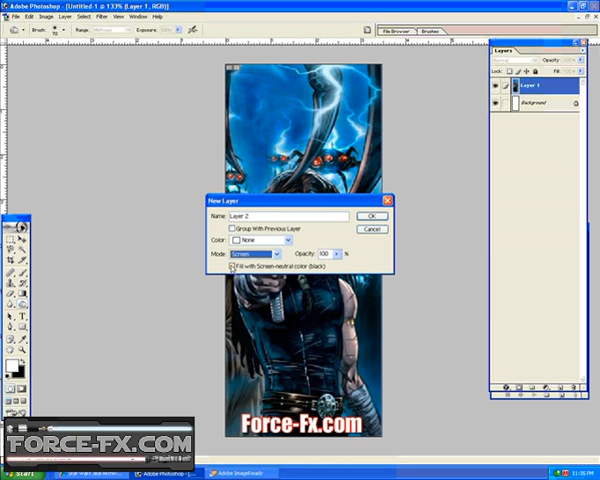 Adobe Photoshop - [Untitled-1 @ 133% (Layer 1, RGB)]
File Edit Image Layer Select Filter View Window Help
Brush: 70 Range: Midtones Exposure:
File Browser Brushes
Layers
Normal Opacity:
Lock: Fill:
Layer 1
Background
New Layer
Name: Layer 2 OK
Group With Previous Layer Cancel
Color: None
Mode: Screen Opacity: 100 %
Fill with Screen-neutral color (black)
Force-Fx.com
FORCE-FX.COM
Start Adobe Photoshop - [... Adobe ImageReady 11:35 PM